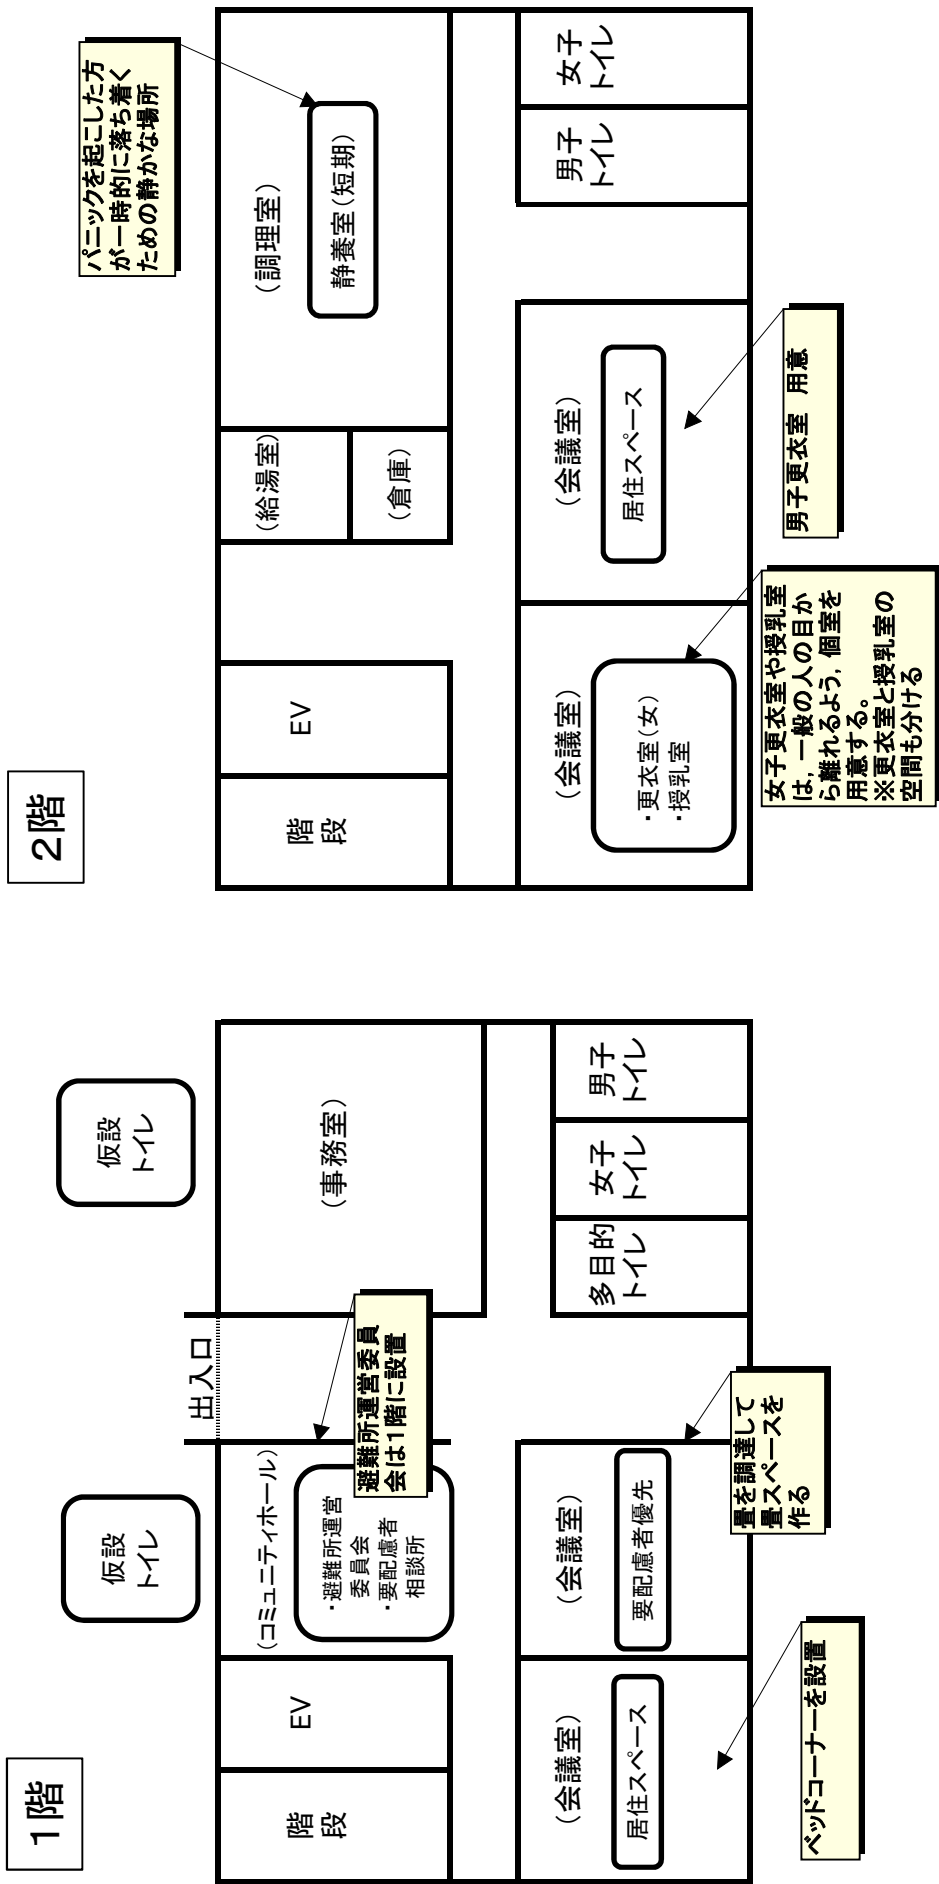 1階
仮設
トイレ
仮設
トイレ
出入口
階
段
EV
(コミュニティホール)
・避難所運営
委員会
・要配慮者
相談所
避難所運営委員
会は1階に設置
(事務室)
(会議室)
居住スペース
(会議室)
要配慮者優先
多目的
トイレ
女子
トイレ
男子
トイレ
ベッドコーナーを設置
畳を調達して
畳スペースを
作る
2階
パニックを起こした方
が一時的に落ち着く
ための静かな場所
階
段
EV
(給湯室)
(倉庫)
(調理室)
静養室(短期)
(会議室)
・更衣室(女)
・授乳室
(会議室)
居住スペース
男子
トイレ
女子
トイレ
女子更衣室や授乳室
は,一般の人の目か
ら離れるよう,個室を
用意する。
※更衣室と授乳室の
空間も分ける
男子更衣室 用意